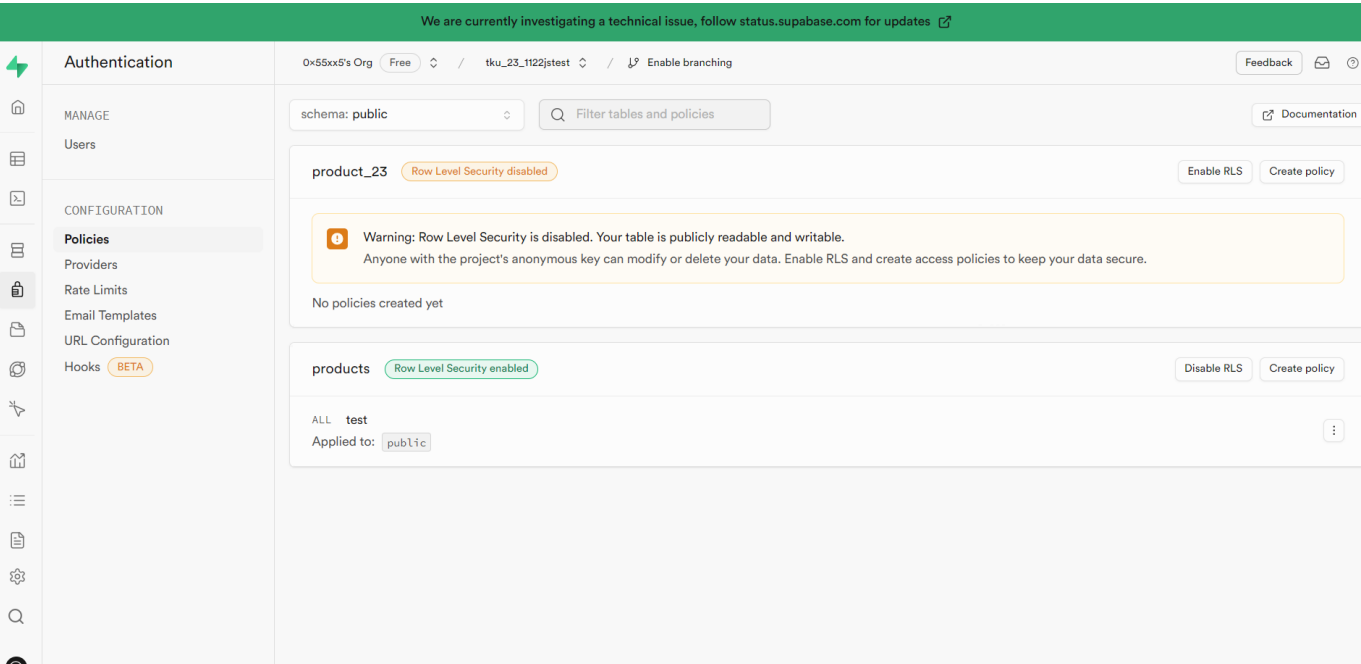 We are currently investigating a technical issue, follow status.supabase.com for updates
Authentication
0x55xx5's Org Free / tku_23_1122jstest / Enable branching
Feedback
MANAGE
Users
CONFIGURATION
Policies
Providers
Rate Limits
Email Templates
URL Configuration
Hooks BETA
schema: public
Filter tables and policies
Documentation
product_23 Row Level Security disabled
Enable RLS Create policy
Warning: Row Level Security is disabled. Your table is publicly readable and writable.
Anyone with the project's anonymous key can modify or delete your data. Enable RLS and create access policies to keep your data secure.
No policies created yet
products Row Level Security enabled
Disable RLS Create policy
ALL test
Applied to: public